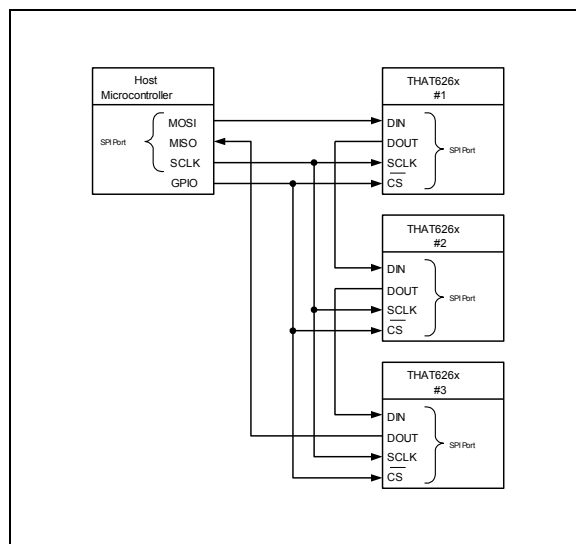 Host
Microcontroller
MOSI
MISO
SCLK
GPIO
SPI Port
THAT626x
#1
DIN
DOUT
SCLK
CS
SPI Port
THAT626x
#2
DIN
DOUT
SCLK
CS
SPI Port
THAT626x
#3
DIN
DOUT
SCLK
CS
SPI Port